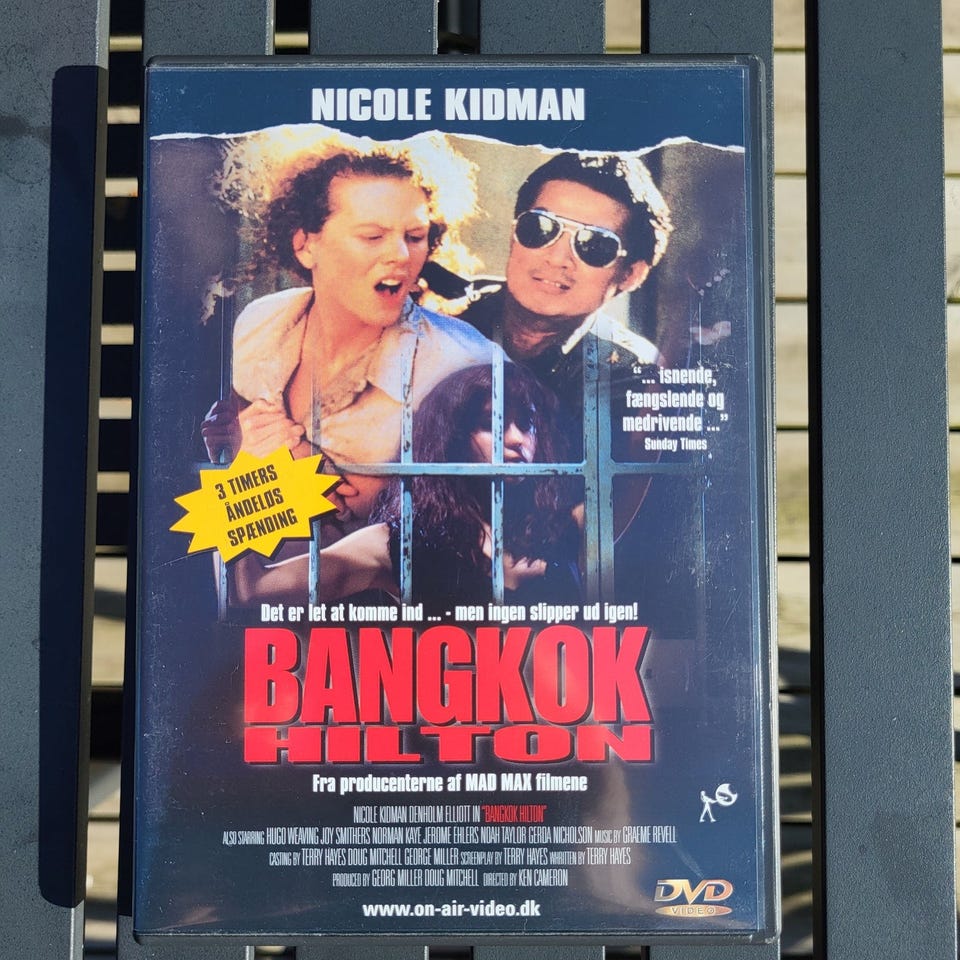 NICOLE KIDMAN
“... isnende,
fængslende og
medrivende ...”
Sunday Times
3 TIMERS
ÅNDELØS
SPÆNDING
Det er let at komme ind ... - men ingen slipper ud igen!
BANGKOK
HILTON
Fra producenterne af MAD MAX filmene
NICOLE KIDMAN DENHOLM ELLIOTT IN "BANGKOK HILTON"
ALSO STARRING HUGO WEAVING JOY SMITHERS NORMAN KAYE JEROME EHLERS NOAH TAYLOR GERDA NICHOLSON MUSIC BY GRAEME REVELL
CASTING BY TERRY HAYES DOUG MITCHELL GEORGE MILLER SCREENPLAY BY TERRY HAYES WHRITTEN BY TERRY HAYES
PRODUCED BY GEORG MILLER DOUG MITCHELL DIRECTED BY KEN CAMERON
www.on-air-video.dk
DVD
VIDEO